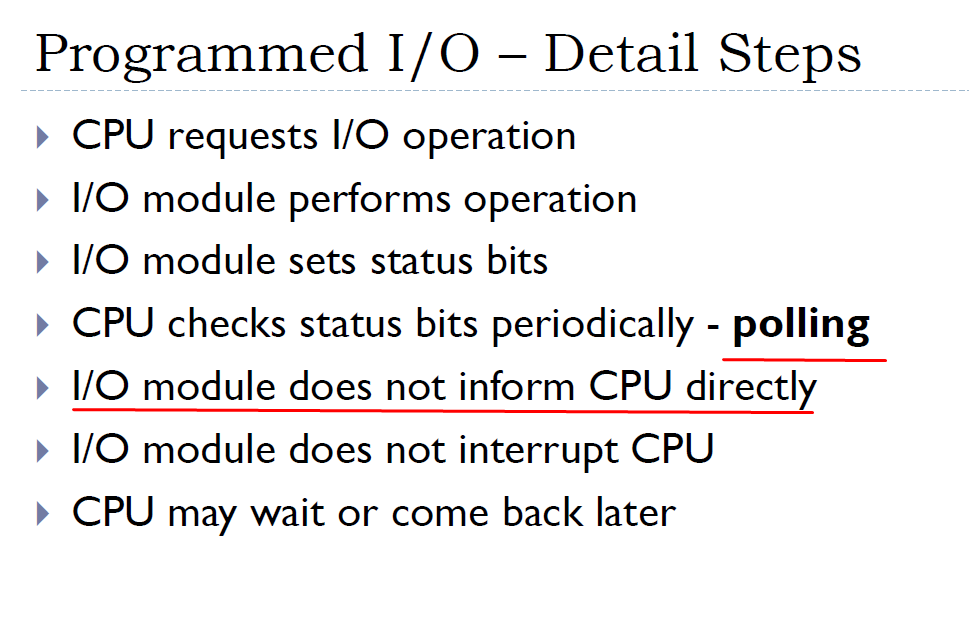 Programmed I/O – Detail Steps
CPU requests I/O operation
I/O module performs operation
I/O module sets status bits
CPU checks status bits periodically - polling
I/O module does not inform CPU directly
I/O module does not interrupt CPU
CPU may wait or come back later